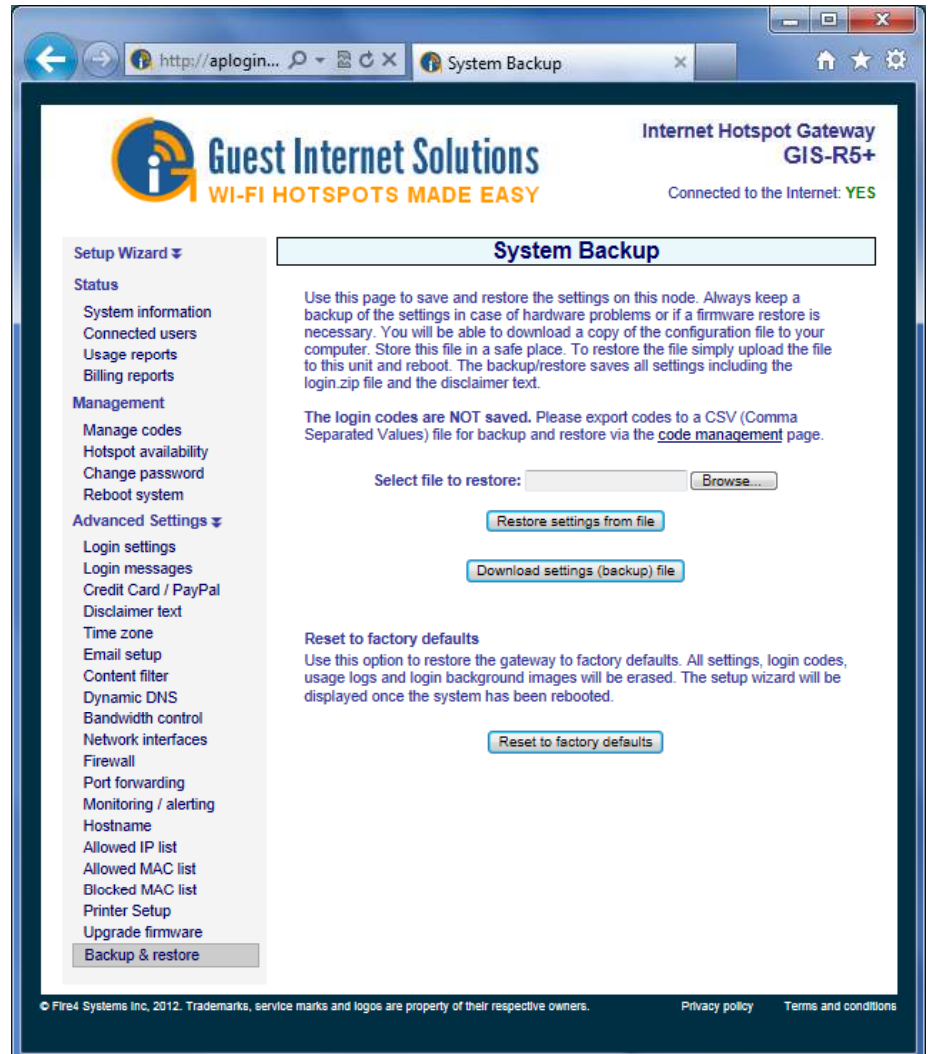 http://aplogin...
System Backup
Guest Internet Solutions
WI-FI HOTSPOTS MADE EASY
Internet Hotspot Gateway
GIS-R5+
Connected to the Internet: YES
Setup Wizard
Status
System information
Connected users
Usage reports
Billing reports
Management
Manage codes
Hotspot availability
Change password
Reboot system
Advanced Settings
Login settings
Login messages
Credit Card / PayPal
Disclaimer text
Time zone
Email setup
Content filter
Dynamic DNS
Bandwidth control
Network interfaces
Firewall
Port forwarding
Monitoring / alerting
Hostname
Allowed IP list
Allowed MAC list
Blocked MAC list
Printer Setup
Upgrade firmware
Backup & restore
System Backup
Use this page to save and restore the settings on this node. Always keep a
backup of the settings in case of hardware problems or if a firmware restore is
necessary. You will be able to download a copy of the configuration file to your
computer. Store this file in a safe place. To restore the file simply upload the file
to this unit and reboot. The backup/restore saves all settings including the
login.zip file and the disclaimer text.
The login codes are NOT saved. Please export codes to a CSV (Comma
Separated Values) file for backup and restore via the code management page.
Select file to restore: Browse...
Restore settings from file
Download settings (backup) file
Reset to factory defaults
Use this option to restore the gateway to factory defaults. All settings, login codes,
usage logs and login background images will be erased. The setup wizard will be
displayed once the system has been rebooted.
Reset to factory defaults
© Fire4 Systems Inc, 2012. Trademarks, service marks and logos are property of their respective owners. Privacy policy Terms and conditions